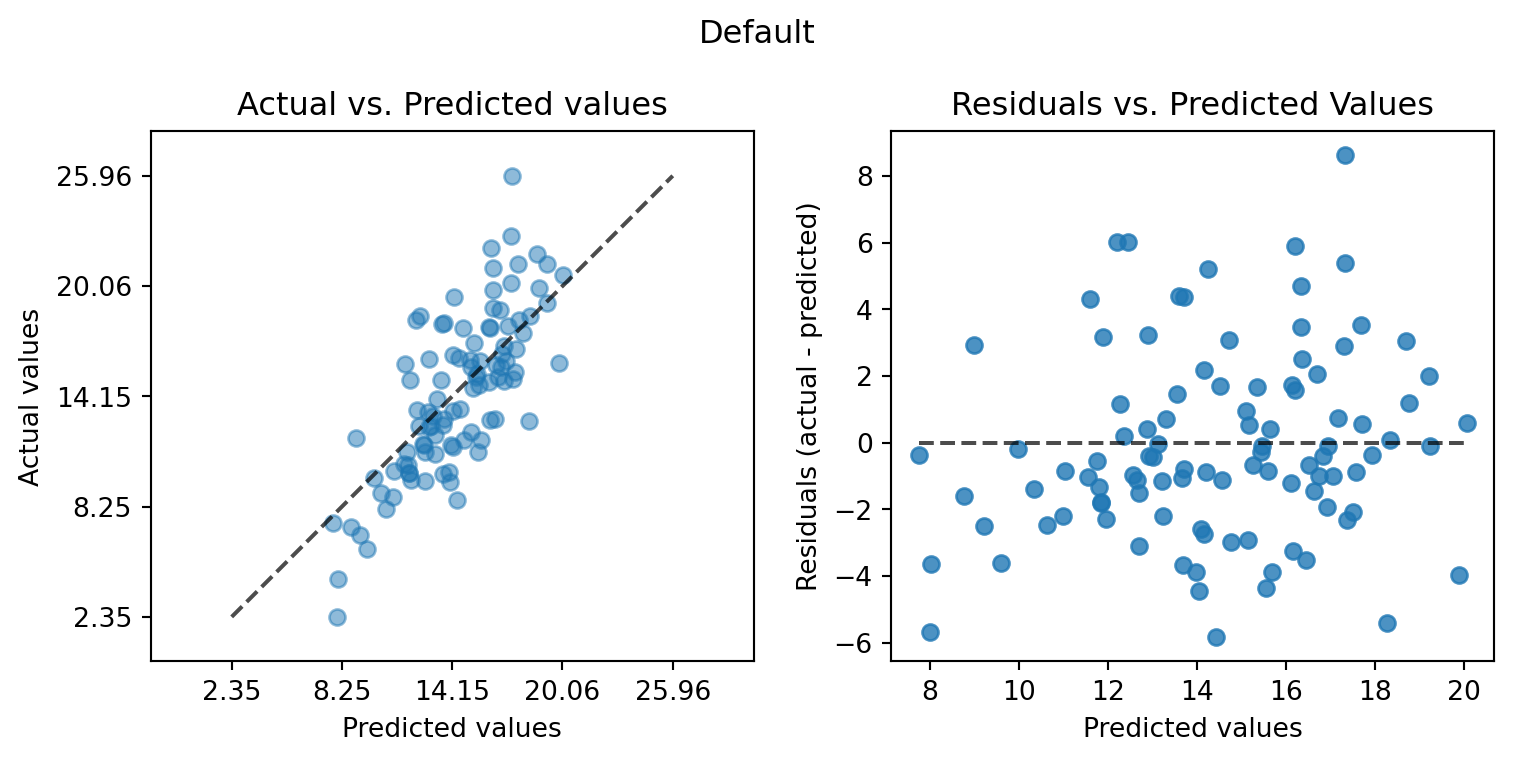 Default
Actual vs. Predicted values
Actual values
25.96
20.06
14.15
8.25
2.35
2.35 8.25 14.15 20.06 25.96
Predicted values
Residuals vs. Predicted Values
Residuals (actual - predicted)
8
6
4
2
0
−2
−4
−6
8 10 12 14 16 18 20
Predicted values